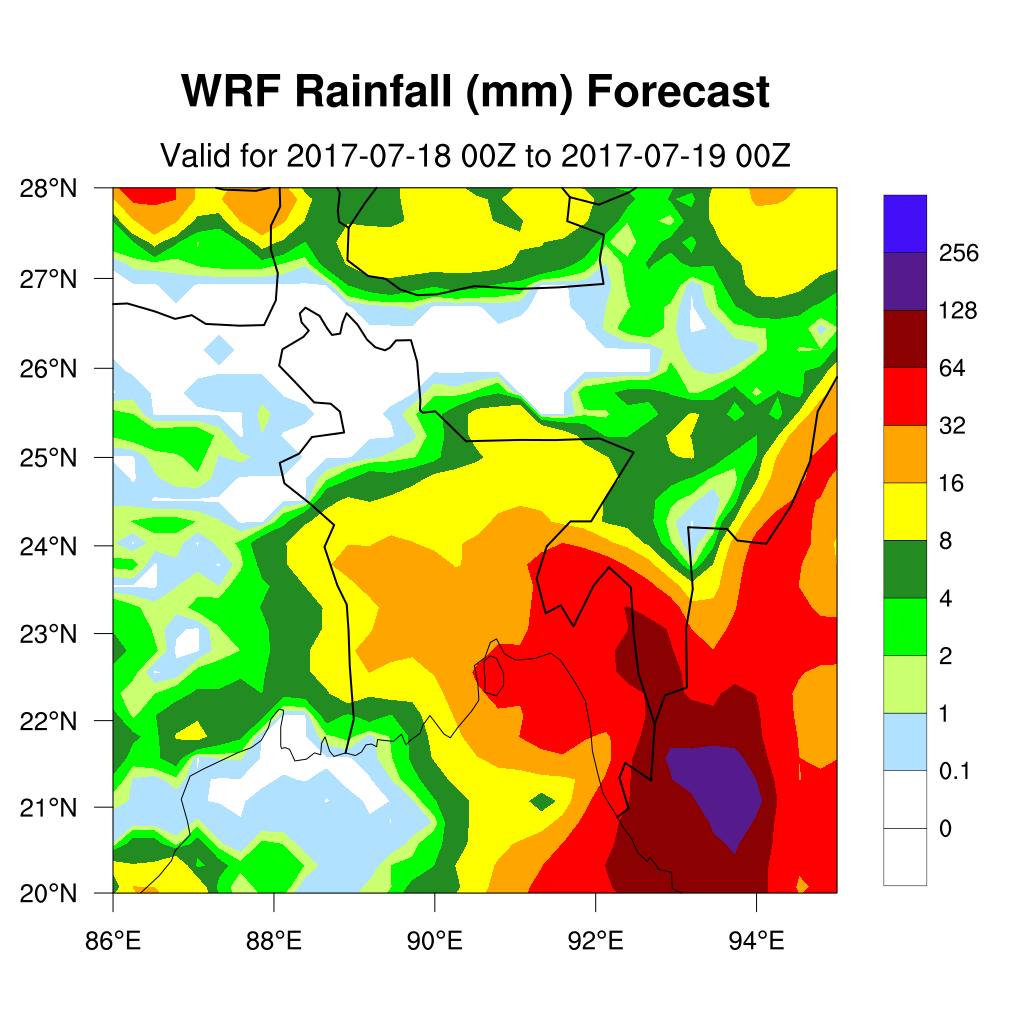 WRF Rainfall (mm) Forecast
Valid for 2017-07-18 00Z to 2017-07-19 00Z
28°N
27°N
26°N
25°N
24°N
23°N
22°N
21°N
20°N
86°E 88°E 90°E 92°E 94°E
256
128
64
32
16
8
4
2
1
0.1
0